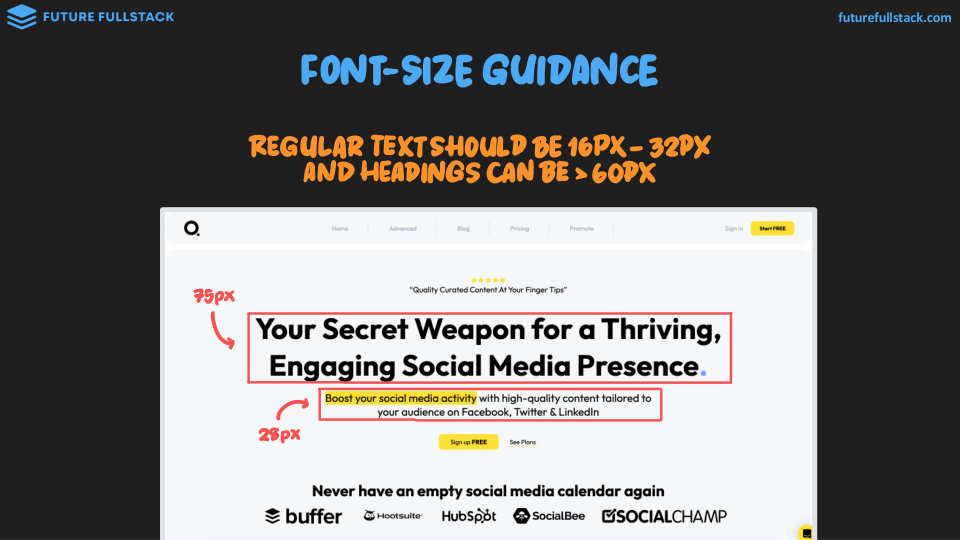 FUTURE FULLSTACK
futurefullstack.com
FONT-SIZE GUIDANCE
REGULAR TEXT SHOULD BE 16PX - 32PX
AND HEADINGS CAN BE > 60PX
Home Advanced Blog Pricing Promote Sign in Start FREE
"Quality Curated Content At Your Finger Tips"
75px
Your Secret Weapon for a Thriving,
Engaging Social Media Presence.
Boost your social media activity with high-quality content tailored to
your audience on Facebook, Twitter & LinkedIn
28px
Sign up FREE See Plans
Never have an empty social media calendar again
buffer Hootsuite HubSpot SocialBee SOCIALCHAMP